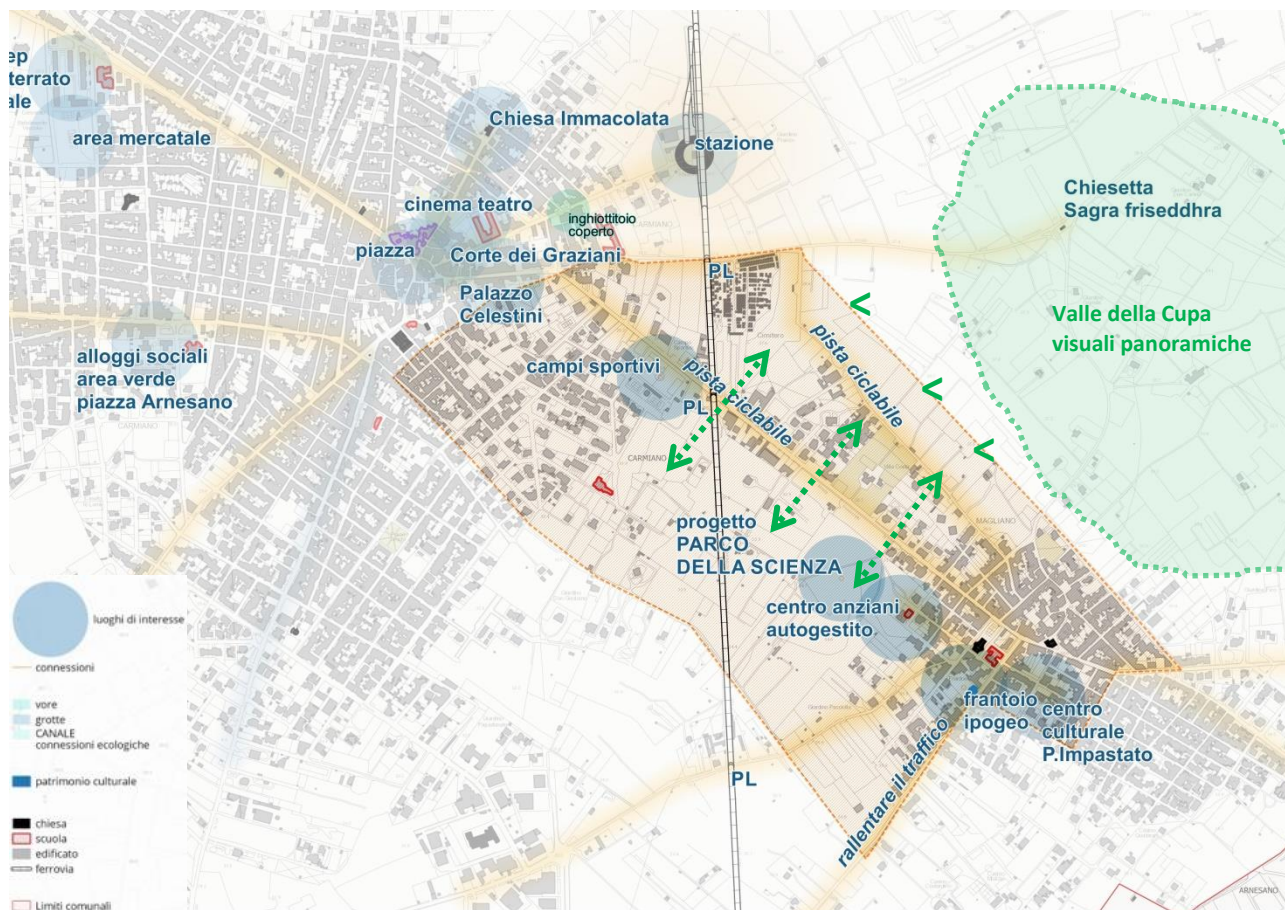 ep
terrato
ale
area mercatale
Chiesa Immacolata
stazione
cinema teatro
inghiottitoio
coperto
CARMIANO
piazza
Corte dei Graziani
Palazzo
Celestini
PL
Chiesetta
Sagra friseddhra
Valle della Cupa
visuali panoramiche
<
<
<
Cimitero
alloggi sociali
area verde
piazza Arnesano
CARMIANO
campi sportivi
pista ciclabile
pista ciclabile
PL
CARMIANO
MAGLIANO
progetto
PARCO
DELLA SCIENZA
centro anziani
autogestito
frantoio
ipogeo
centro
culturale
P.Impastato
rallentare il traffico
PL
ARNESANO
luoghi di interesse
connessioni
vore
grotte
CANALE
connessioni ecologiche
patrimonio culturale
chiesa
scuola
edificato
ferrovia
Limiti comunali